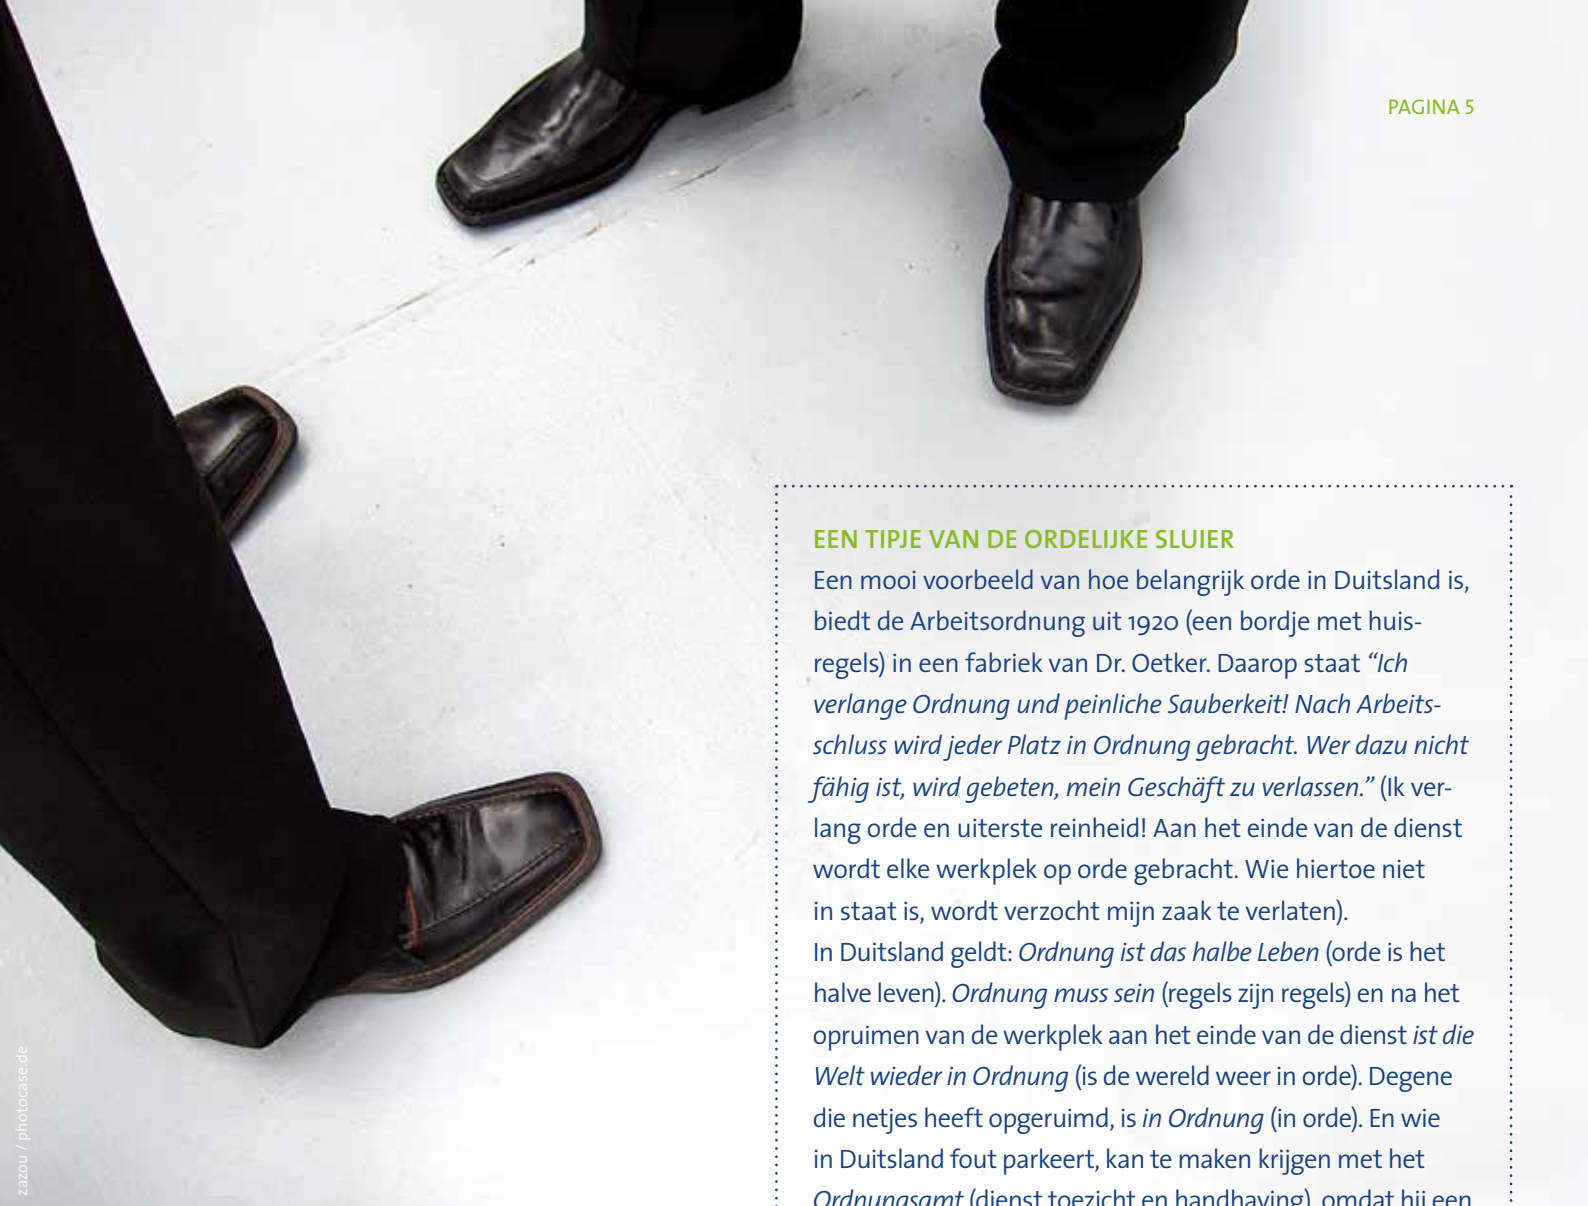 PAGINA 5
EEN TIPJE VAN DE ORDELIJKE SLUIER
Een mooi voorbeeld van hoe belangrijk orde in Duitsland is,
biedt de Arbeitsordnung uit 1920 (een bordje met huis-
regels) in een fabriek van Dr. Oetker. Daarop staat “Ich
verlange Ordnung und peinliche Sauberkeit! Nach Arbeits-
schluss wird jeder Platz in Ordnung gebracht. Wer dazu nicht
fähig ist, wird gebeten, mein Geschäft zu verlassen.” (Ik ver-
lang orde en uiterste reinheid! Aan het einde van de dienst
wordt elke werkplek op orde gebracht. Wie hiertoe niet
in staat is, wordt verzocht mijn zaak te verlaten).
In Duitsland geldt: Ordnung ist das halbe Leben (orde is het
halve leven). Ordnung muss sein (regels zijn regels) en na het
opruimen van de werkplek aan het einde van de dienst ist die
Welt wieder in Ordnung (is de wereld weer in orde). Degene
die netjes heeft opgeruimd, is in Ordnung (in orde). En wie
in Duitsland fout parkeert, kan te maken krijgen met het
Ordnungsamt (dienst toezicht en handhaving), omdat hij een
zazou / photocase.de